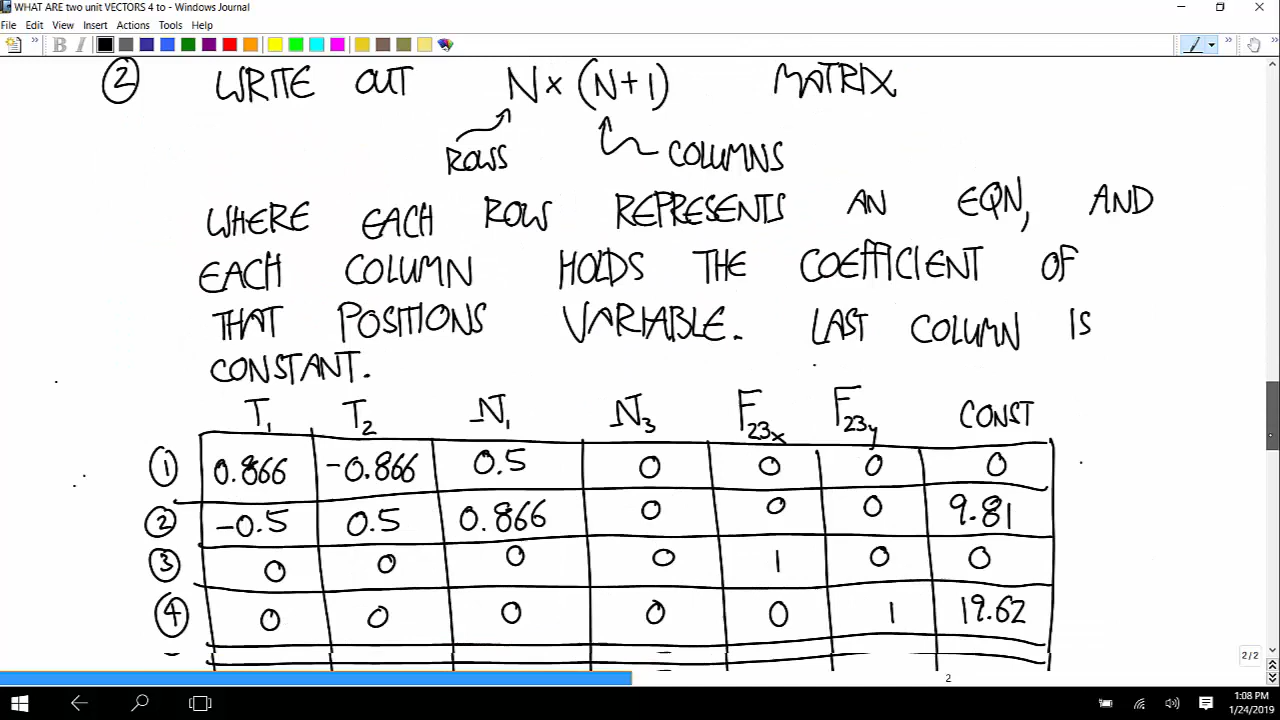 WHAT ARE two unit VECTORS 4 to - Windows Journal
File Edit View Insert Actions Tools Help
B I
② WRITE OUT N × (N+1) MATRIX
ROWS COLUMNS
WHERE EACH ROW REPRESENTS AN EQN, AND
EACH COLUMN HOLDS THE COEFFICIENT OF
THAT POSITIONS VARIABLE. LAST COLUMN IS
CONSTANT.
T₁ T₂ N₁ N₃ F₂₃ₓ F₂₃y CONST
① 0.866 -0.866 0.5 0 0 0 0
② -0.5 0.5 0.866 0 0 0 9.81
③ 0 0 0 0 1 0 0
④ 0 0 0 0 0 1 19.62
2/2
2
1:08 PM
1/24/2019